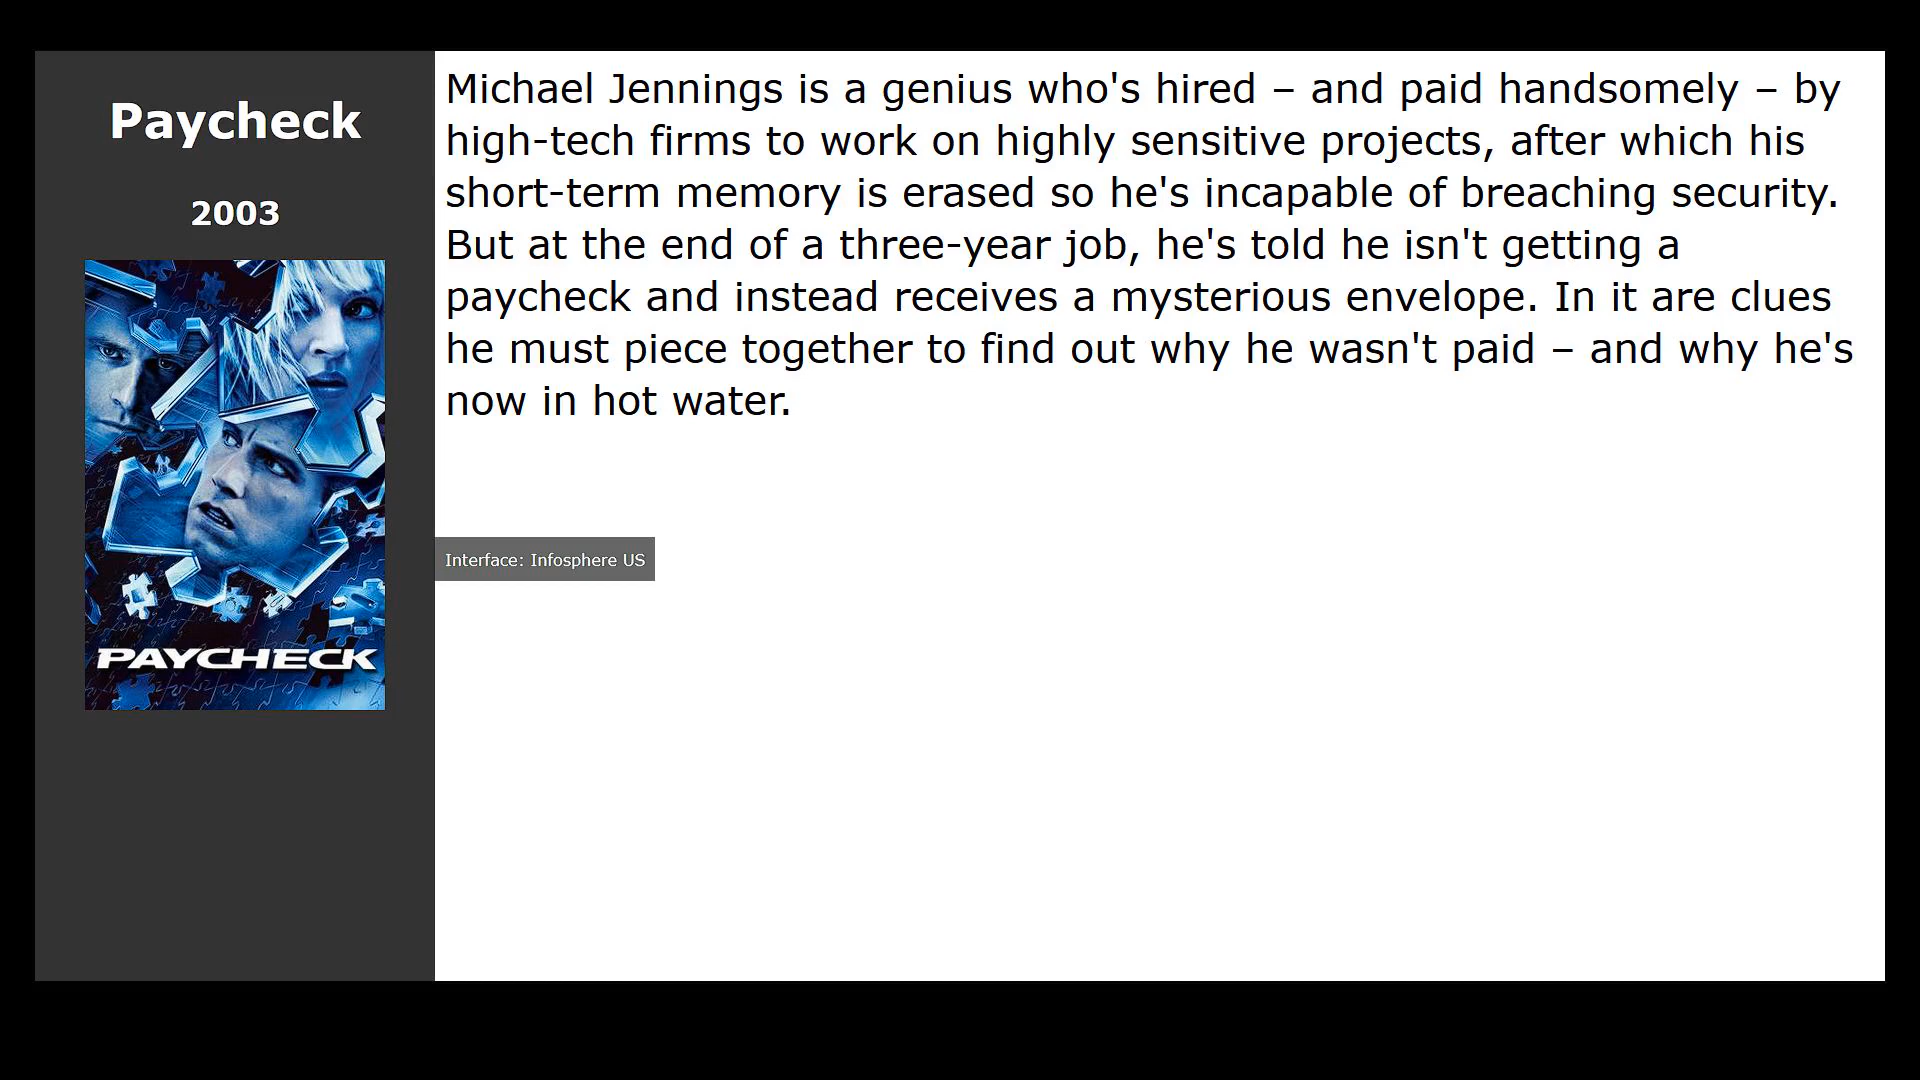 Paycheck
2003
PAYCHECK
Michael Jennings is a genius who's hired – and paid handsomely – by
high-tech firms to work on highly sensitive projects, after which his
short-term memory is erased so he's incapable of breaching security.
But at the end of a three-year job, he's told he isn't getting a
paycheck and instead receives a mysterious envelope. In it are clues
he must piece together to find out why he wasn't paid – and why he's
now in hot water.
Interface: Infosphere US